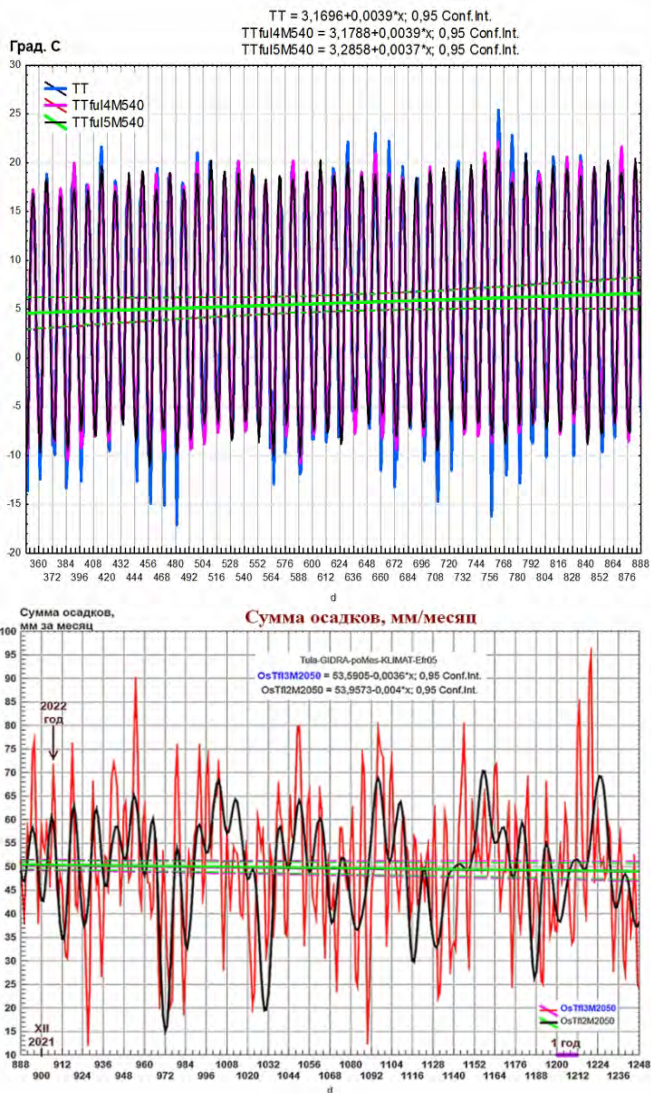 TT = 3,1696+0,0039*x; 0,95 Conf.Int.
TTful4M540 = 3,1788+0,0039*x; 0,95 Conf.Int.
TTful5M540 = 3,2858+0,0037*x; 0,95 Conf.Int.
Град. С
30
25
20
15
10
5
0
-5
-10
-15
-20
TT
TTful4M540
TTful5M540
360 384 408 432 456 480 504 528 552 576 600 624 648 672 696 720 744 768 792 816 840 864 888
372 396 420 444 468 492 516 540 564 588 612 636 660 684 708 732 756 780 804 828 852 876
d
Сумма осадков,
мм за месяц
Сумма осадков, мм/месяц
Tula-GIDRA-poMes-KLIMAT-Efr05
OsTfl3M2050 = 53,5905-0,0036*x; 0,95 Conf.Int.
OsTfl2M2050 = 53,9573-0,004*x; 0,95 Conf.Int.
2022
год
100
95
90
85
80
75
70
65
60
55
50
45
40
35
30
25
20
15
10
XII
2021
OsTfl3M2050
OsTfl2M2050
1 год
888 912 936 960 984 1008 1032 1056 1080 1104 1128 1152 1176 1200 1224 1248
900 924 948 972 996 1020 1044 1068 1092 1116 1140 1164 1188 1212 1236
d